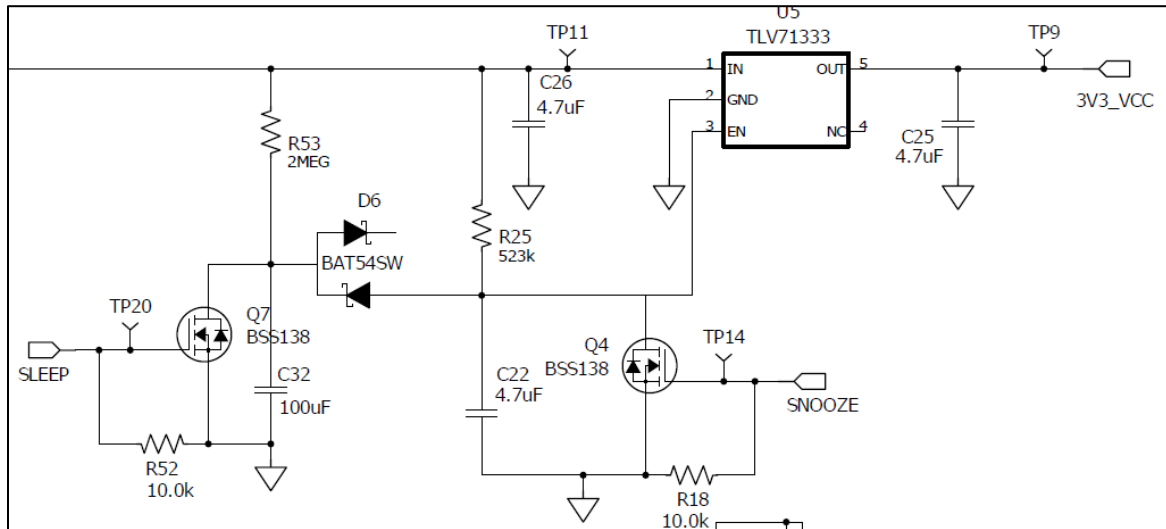 U5
TLV71333
TP11
TP9
1 IN
OUT 5
2 GND
3 EN
NC 4
C26
4.7uF
C25
4.7uF
3V3_VCC
R53
2MEG
D6
BAT54SW
R25
523k
TP20
Q7
BSS138
SLEEP
C32
100uF
R52
10.0k
C22
4.7uF
Q4
BSS138
TP14
SNOOZE
R18
10.0k